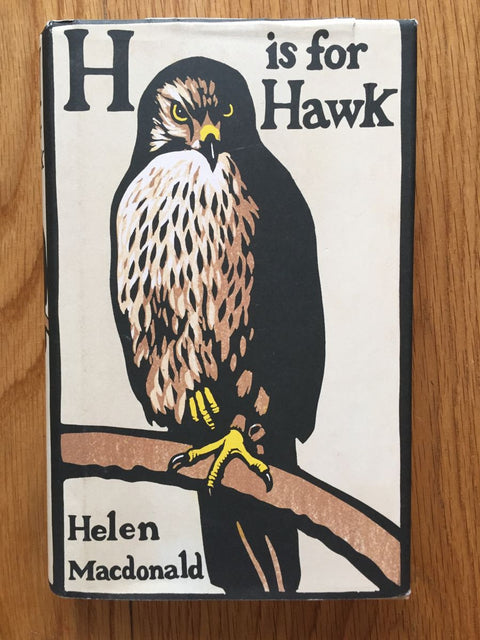 H is for
Hawk
Helen
Macdonald